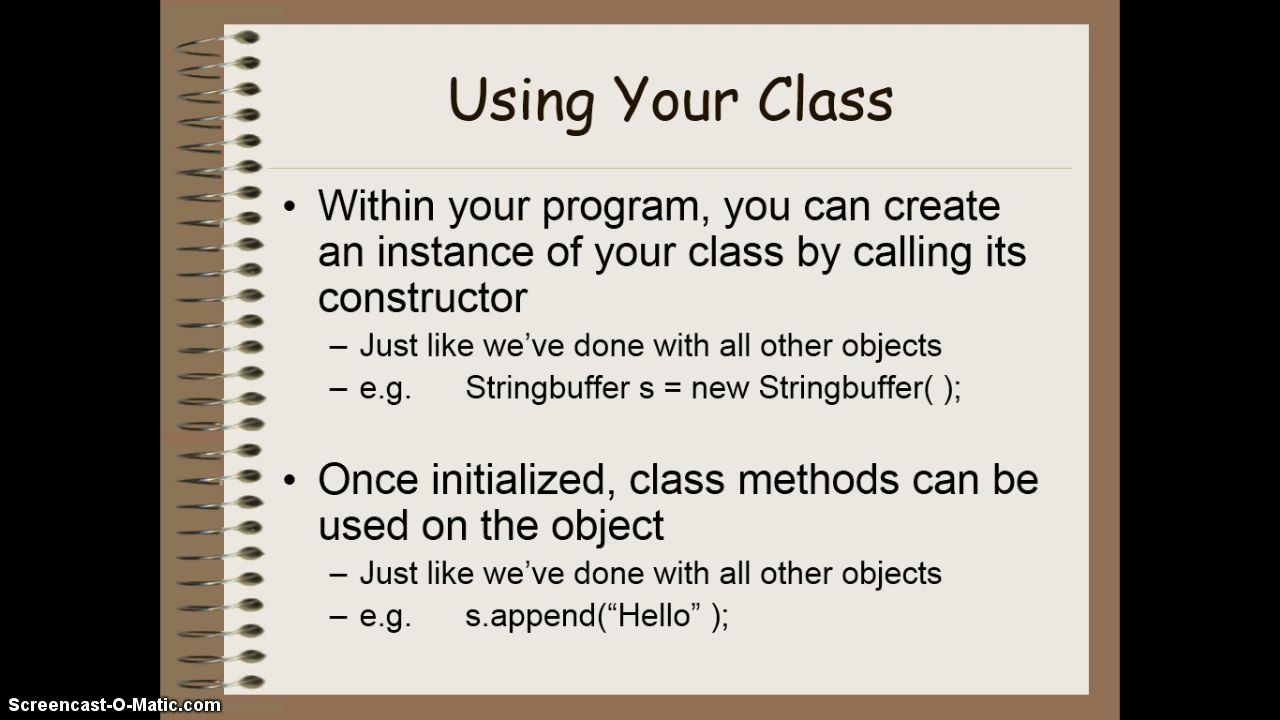 Using Your Class
• Within your program, you can create
an instance of your class by calling its
constructor
– Just like we’ve done with all other objects
– e.g. Stringbuffer s = new Stringbuffer( );
• Once initialized, class methods can be
used on the object
– Just like we’ve done with all other objects
– e.g. s.append(“Hello” );
Screencast-O-Matic.com